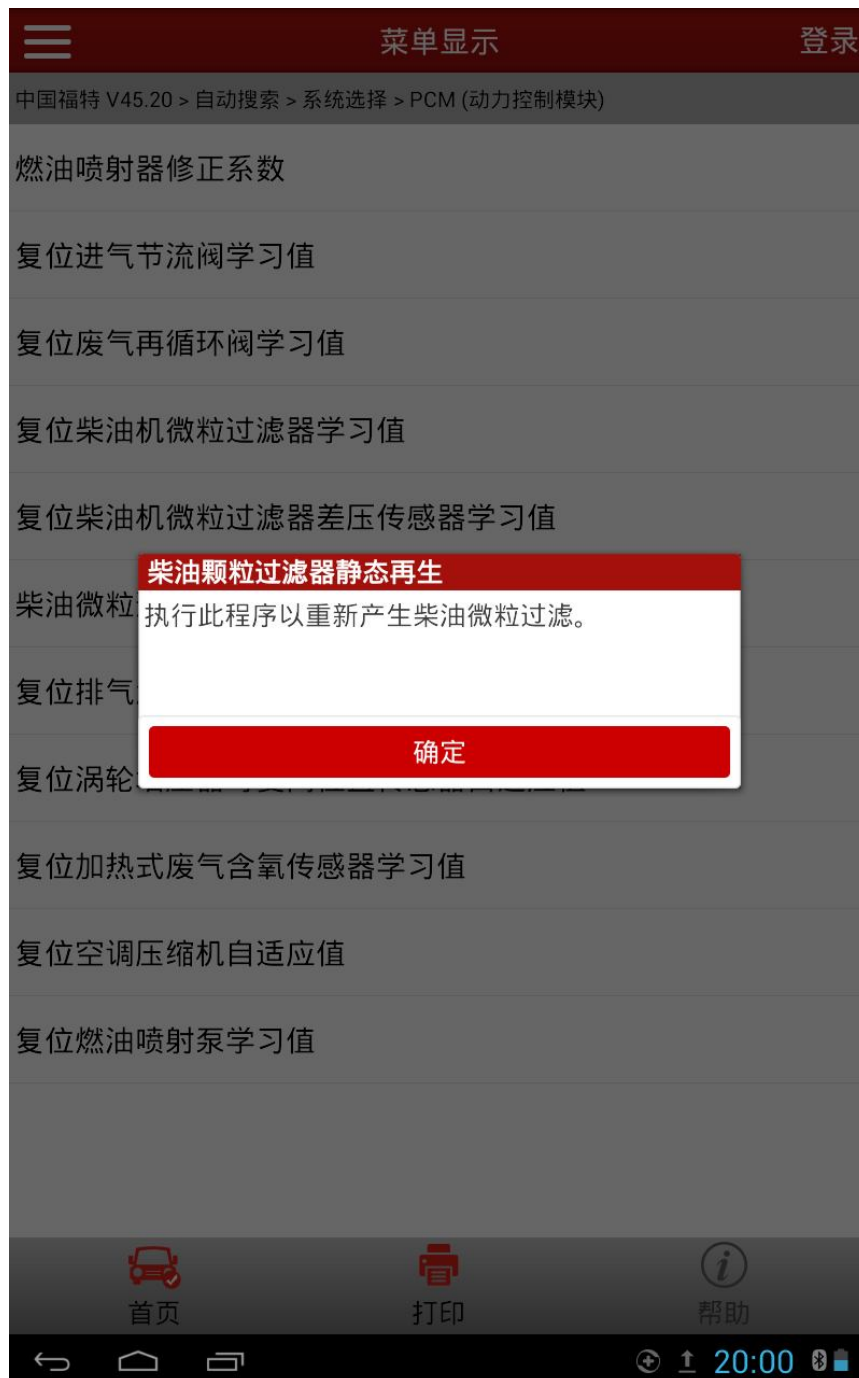 菜单显示
登录
中国福特 V45.20 > 自动搜索 > 系统选择 > PCM (动力控制模块)
燃油喷射器修正系数
复位进气节流阀学习值
复位废气再循环阀学习值
复位柴油机微粒过滤器学习值
复位柴油机微粒过滤器差压传感器学习值
柴油颗粒过滤器静态再生
柴油微粒
执行此程序以重新产生柴油微粒过滤。
复位排气
确定
复位涡轮
复位加热式废气含氧传感器学习值
复位空调压缩机自适应值
复位燃油喷射泵学习值
首页
打印
帮助
20:00